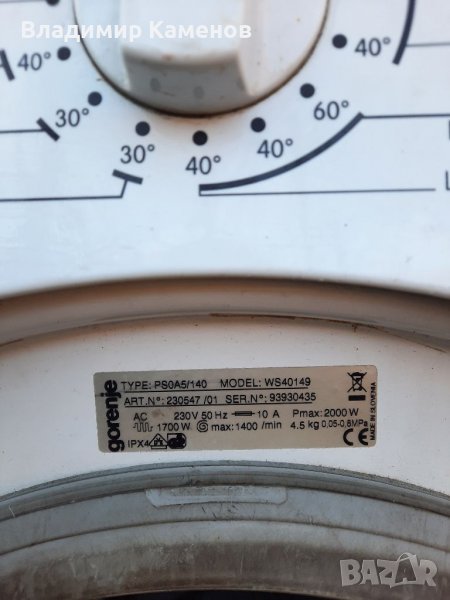 Владимир Каменов
40°
30°
30°
40°
40°
60°
40°
gorenje
TYPE: PS0A5/140 MODEL: WS40149
ART.N°: 230547 /01 SER.N°: 93930435
AC 230V 50 Hz 10 A Pmax: 2000 W
1700 W max: 1400 /min 4.5 kg 0,05-0,8MPa
IPX4 CE
MADE IN SLOVENIA
BAZAR